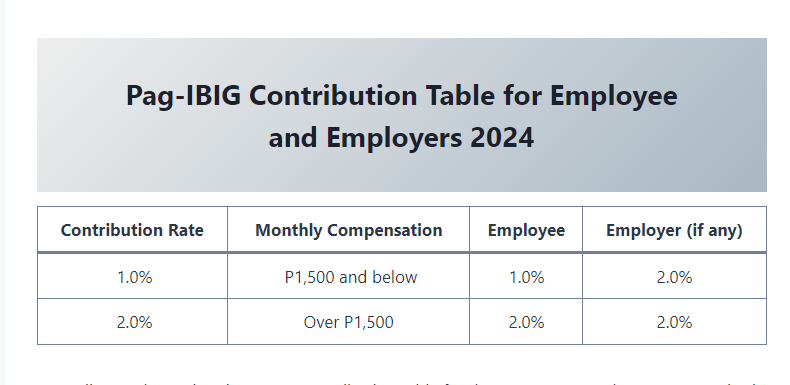 Pag-IBIG Contribution Table for Employee
and Employers 2024
Contribution Rate Monthly Compensation Employee Employer (if any)
1.0% P1,500 and below 1.0% 2.0%
2.0% Over P1,500 2.0% 2.0%